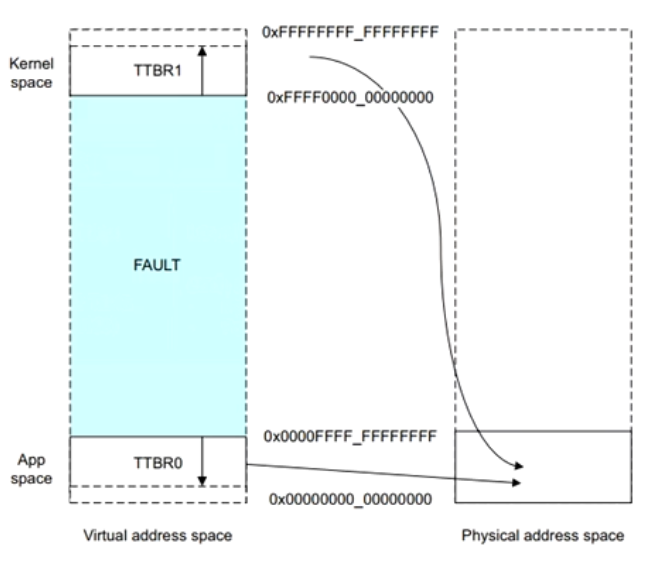 0xFFFFFFFF_FFFFFFFF
Kernel
space
TTBR1
0xFFFF0000_00000000
FAULT
0x0000FFFF_FFFFFFFF
App
space
TTBR0
0x00000000_00000000
Virtual address space
Physical address space